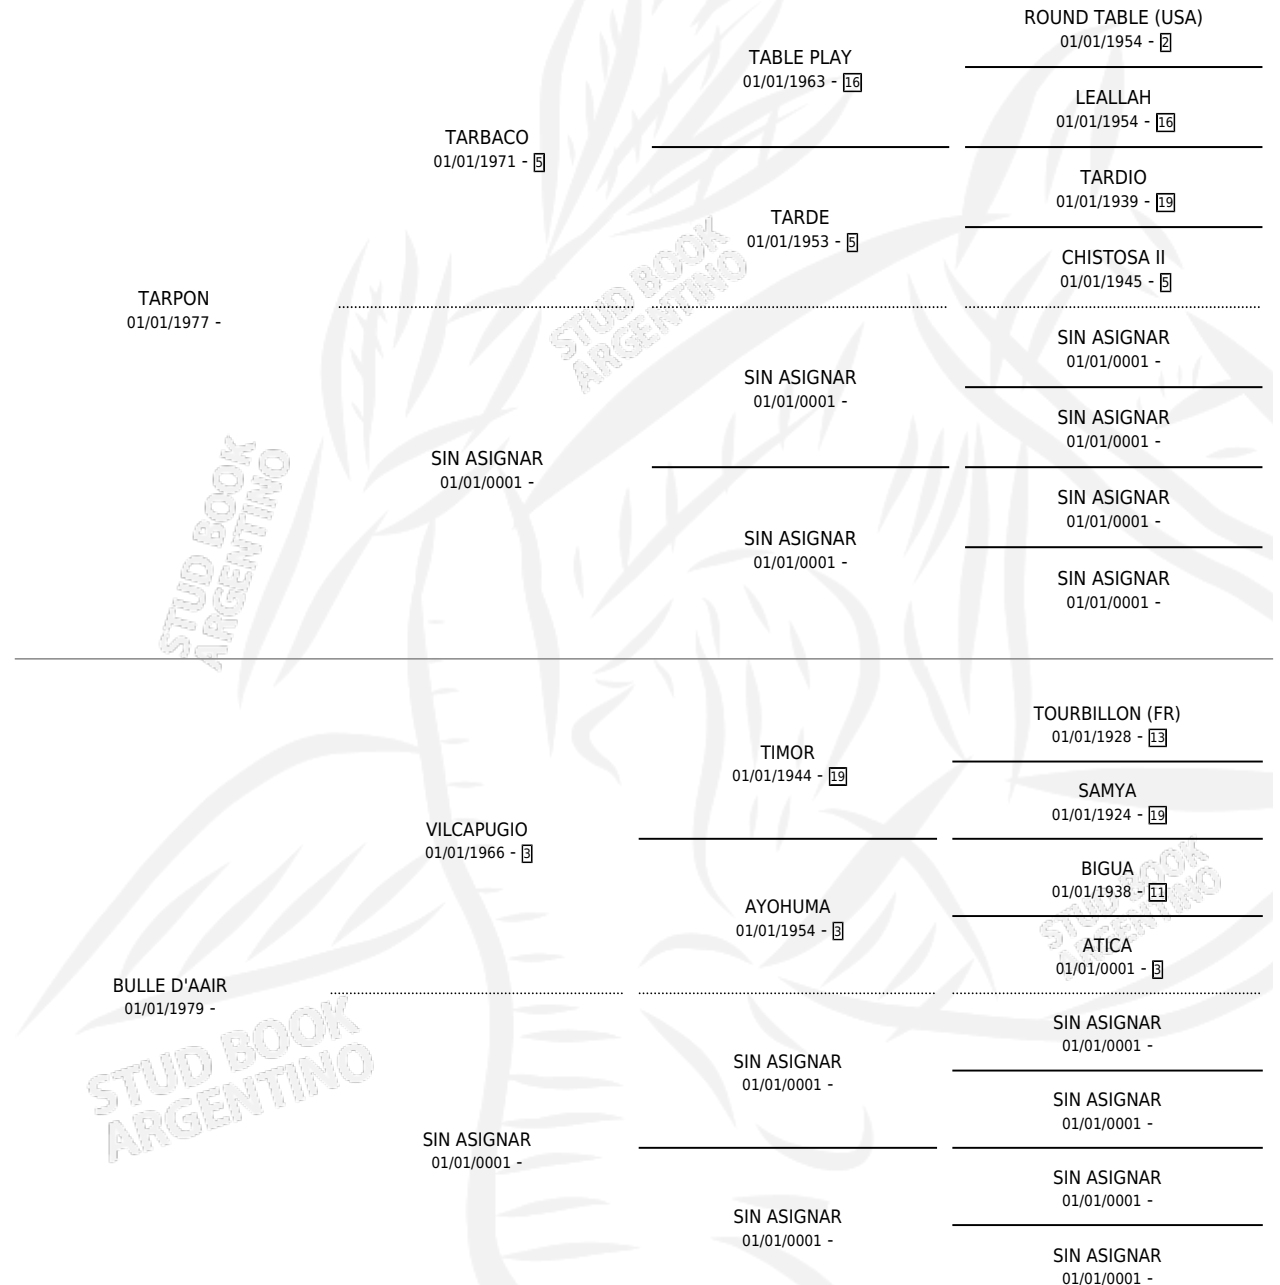 ROUND TABLE (USA)
01/01/1954 - 2
TABLE PLAY
01/01/1963 - 16
LEALLAH
01/01/1954 - 16
TARBACO
01/01/1971 - 5
TARDIO
01/01/1939 - 19
TARDE
01/01/1953 - 5
CHISTOSA II
01/01/1945 - 5
TARPON
01/01/1977 -
SIN ASIGNAR
01/01/0001 -
SIN ASIGNAR
01/01/0001 -
SIN ASIGNAR
01/01/0001 -
SIN ASIGNAR
01/01/0001 -
SIN ASIGNAR
01/01/0001 -
SIN ASIGNAR
01/01/0001 -
SIN ASIGNAR
01/01/0001 -
STUD BOOK
ARGENTINO
STUD BOOK
ARGENTINO
TOURBILLON (FR)
01/01/1928 - 13
TIMOR
01/01/1944 - 19
SAMYA
01/01/1924 - 19
VILCAPUGIO
01/01/1966 - 3
BIGUA
01/01/1938 - 11
AYOHUMA
01/01/1954 - 3
ATICA
01/01/0001 - 3
BULLE D'AAIR
01/01/1979 -
SIN ASIGNAR
01/01/0001 -
SIN ASIGNAR
01/01/0001 -
SIN ASIGNAR
01/01/0001 -
SIN ASIGNAR
01/01/0001 -
SIN ASIGNAR
01/01/0001 -
SIN ASIGNAR
01/01/0001 -
SIN ASIGNAR
01/01/0001 -
STUD BOOK
ARGENTINO
STUD BOOK
ARGENTINO